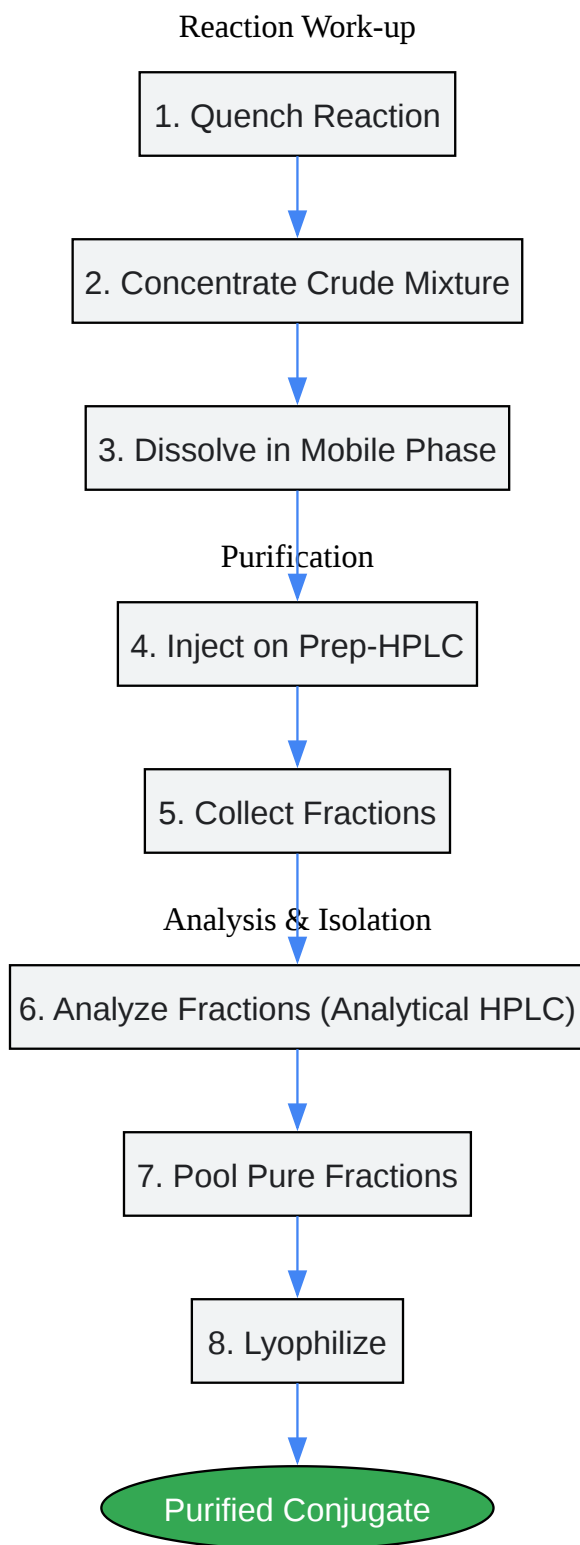 Reaction Work-up
1. Quench Reaction
2. Concentrate Crude Mixture
3. Dissolve in Mobile Phase
Purification
4. Inject on Prep-HPLC
5. Collect Fractions
Analysis & Isolation
6. Analyze Fractions (Analytical HPLC)
7. Pool Pure Fractions
8. Lyophilize
Purified Conjugate